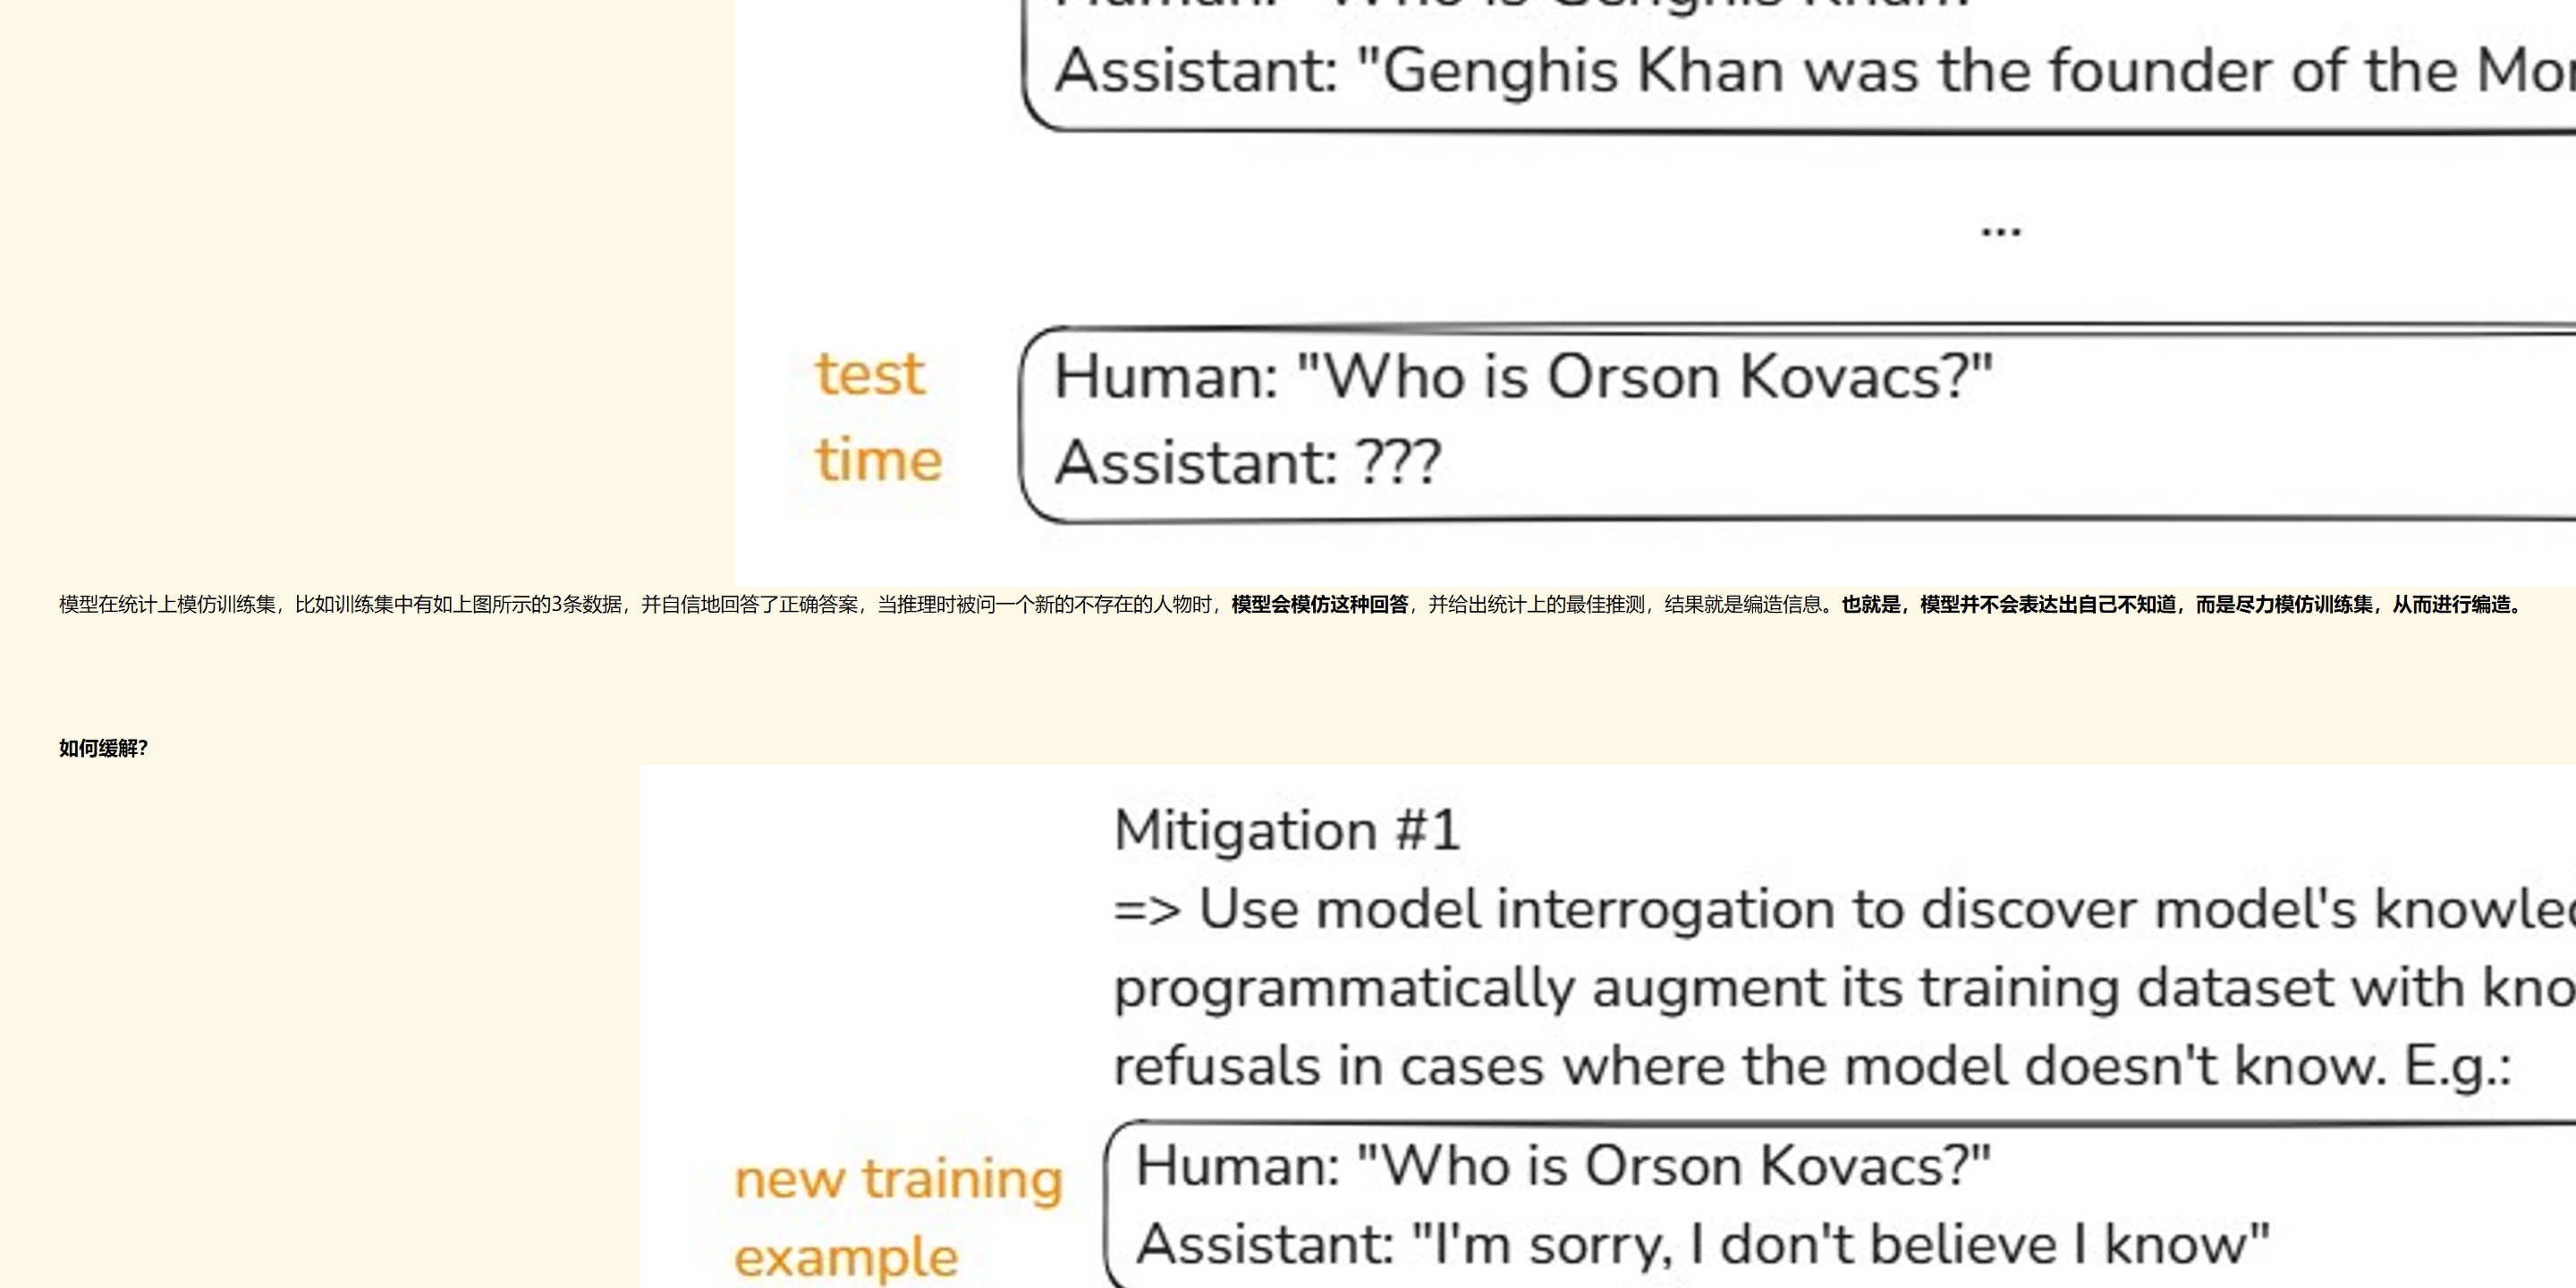 Human: "Who is Genghis Khan?"
Assistant: "Genghis Khan was the founder of the Mon
...
test
time
Human: "Who is Orson Kovacs?"
Assistant: ???
模型在统计上模仿训练集，比如训练集中有如上图所示的3条数据，并自信地回答了正确答案，当推理时被问一个新的不存在的人物时，模型会模仿这种回答，并给出统计上的最佳推测，结果就是编造信息。也就是，模型并不会表达出自己不知道，而是尽力模仿训练集，从而进行编造。
如何缓解？
Mitigation #1
=> Use model interrogation to discover model's knowled
programmatically augment its training dataset with kno
refusals in cases where the model doesn't know. E.g.:
new training
example
Human: "Who is Orson Kovacs?"
Assistant: "I'm sorry, I don't believe I know"